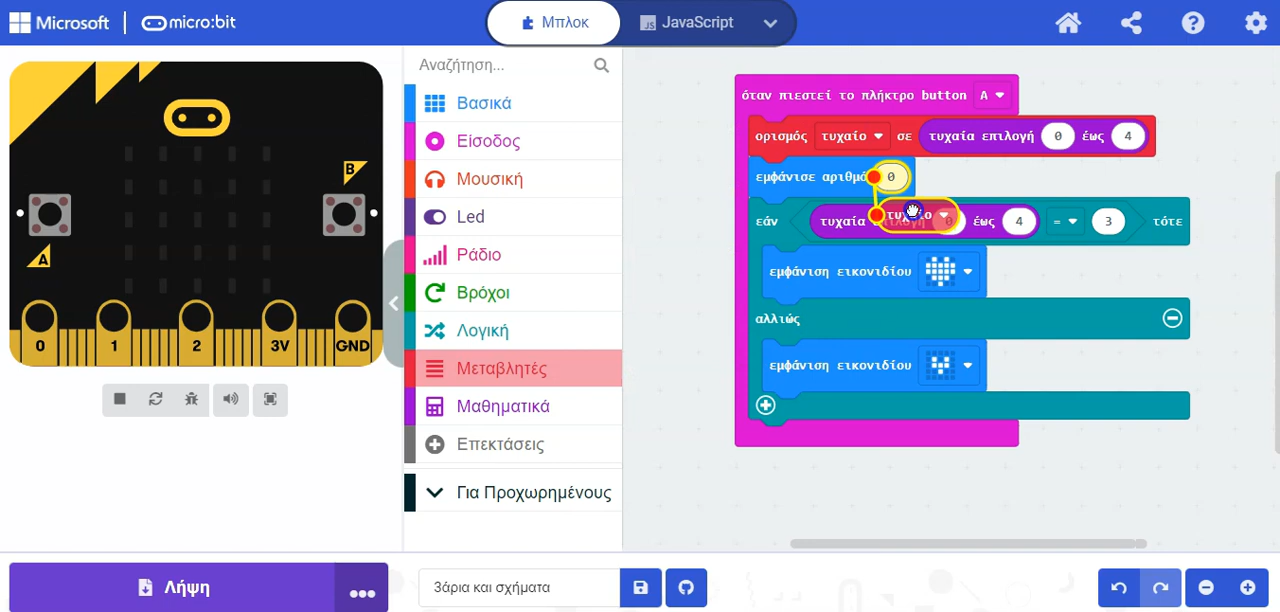 Microsoft micro:bit
Μπλοκ
JavaScript
Αναζήτηση...
Βασικά
Είσοδος
Μουσική
Led
Ράδιο
Βρόχοι
Λογική
Μεταβλητές
Μαθηματικά
Επεκτάσεις
Για Προχωρημένους
B
A
0 1 2 3V GND
όταν πιεστεί το πλήκτρο button A
ορισμός τυχαίο σε τυχαία επιλογή 0 έως 4
εμφάνισε αριθμό 0
τυχαίο
εάν τυχαία επιλογή 0 έως 4 = 3 τότε
εμφάνιση εικονιδίου
αλλιώς
εμφάνιση εικονιδίου
Λήψη
3άρια και σχήματα